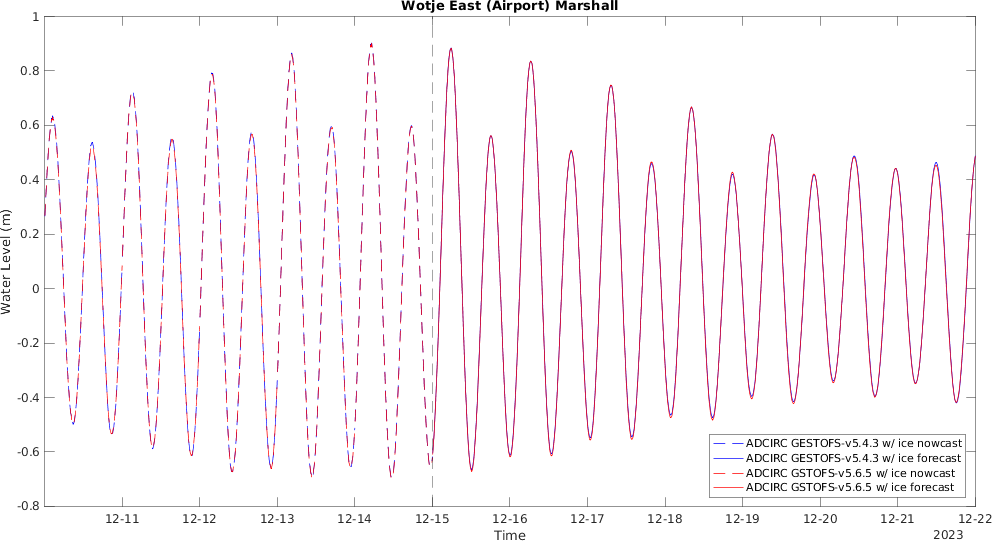 Wotje East (Airport) Marshall
Water Level (m)
1
0.8
0.6
0.4
0.2
0
-0.2
-0.4
-0.6
-0.8
ADCIRC GESTOFS-v5.4.3 w/ ice nowcast
ADCIRC GESTOFS-v5.4.3 w/ ice forecast
ADCIRC GSTOFS-v5.6.5 w/ ice nowcast
ADCIRC GSTOFS-v5.6.5 w/ ice forecast
12-11 12-12 12-13 12-14 12-15 12-16 12-17 12-18 12-19 12-20 12-21 12-22
Time
2023